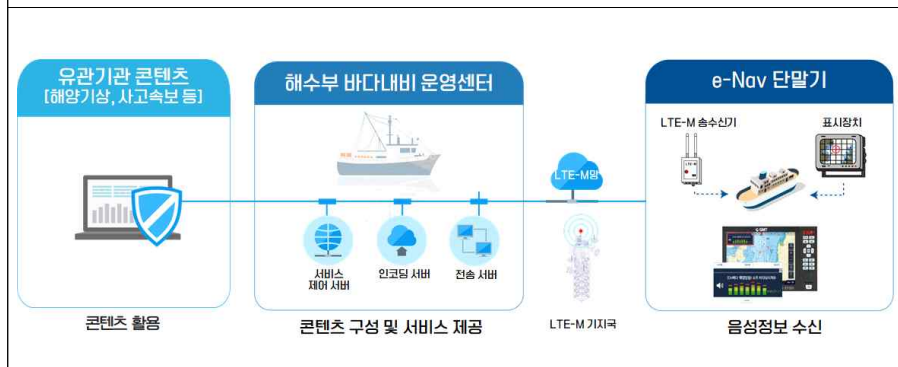 유관기관 콘텐츠
[해양기상, 사고속보 등]
콘텐츠 활용
해수부 바다내비 운영센터
서비스
제어 서버
인코딩 서버
전송 서버
콘텐츠 구성 및 서비스 제공
LTE-M망
LTE-M 기지국
e-Nav 단말기
LTE-M 송수신기
표시장치
LTE-M
음성정보 수신